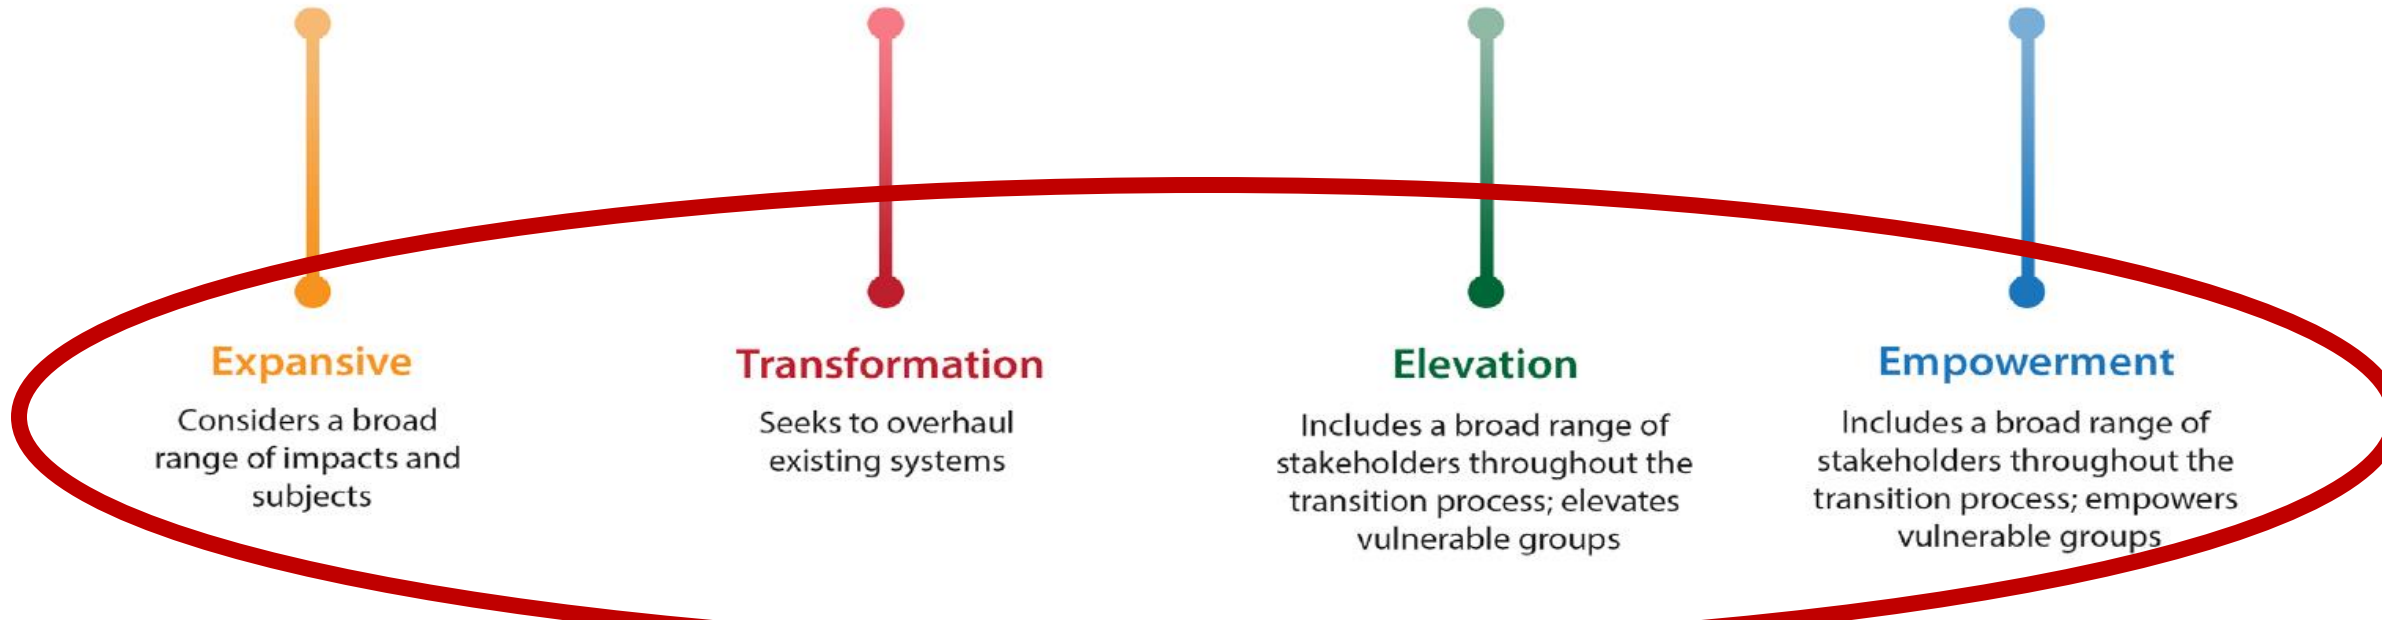 Expansive
Considers a broad
range of impacts and
subjects
Transformation
Seeks to overhaul
existing systems
Elevation
Includes a broad range of
stakeholders throughout the
transition process; elevates
vulnerable groups
Empowerment
Includes a broad range of
stakeholders throughout the
transition process; empowers
vulnerable groups